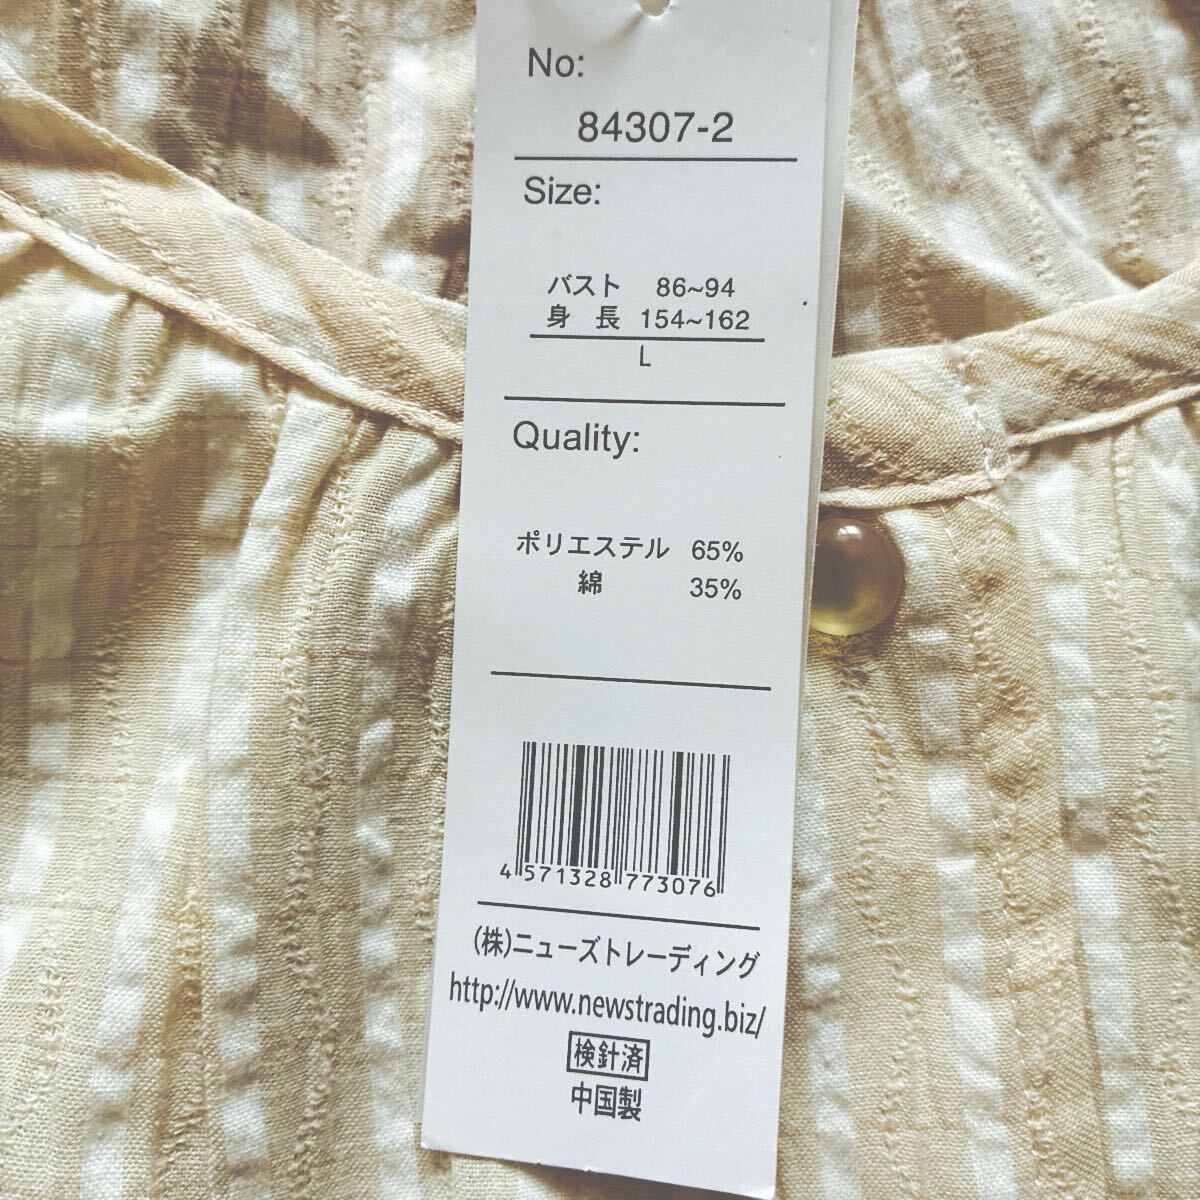 No:
84307-2
Size:
バスト 86~94
身 長 154~162
L
Quality:
ポリエステル 65%
綿 35%
4 571328 773076
(株)ニューズトレーディング
http://www.newstrading.biz/
検針済
中国製